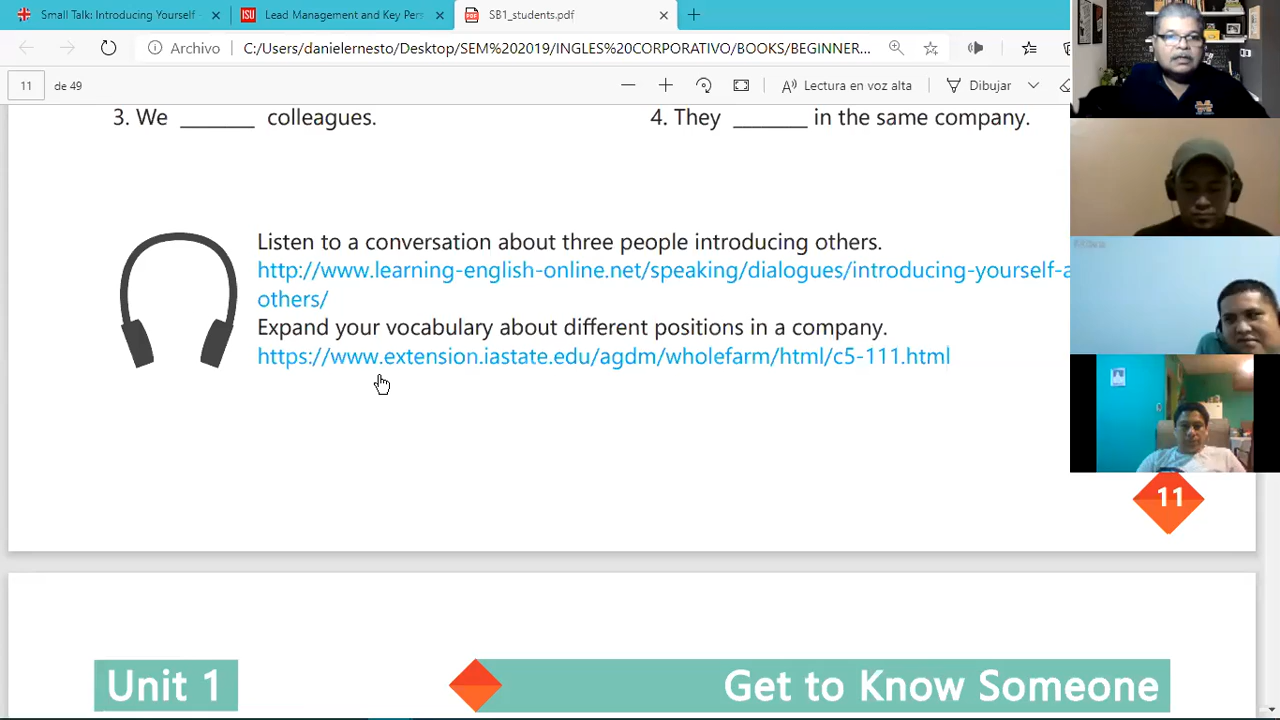 Small Talk: Introducing Yourself -
Lead Management and Key Pers
SB1_students.pdf
Archivo
C:/Users/danielernesto/Desktop/SEM%202019/INGLES%20CORPORATIVO/BOOKS/BEGINNER...
11 de 49
Lectura en voz alta
Dibujar
3. We _______ colleagues.
4. They _______ in the same company.
Listen to a conversation about three people introducing others.
http://www.learning-english-online.net/speaking/dialogues/introducing-yourself-a
others/
Expand your vocabulary about different positions in a company.
https://www.extension.iastate.edu/agdm/wholefarm/html/c5-111.html
11
Unit 1
Get to Know Someone